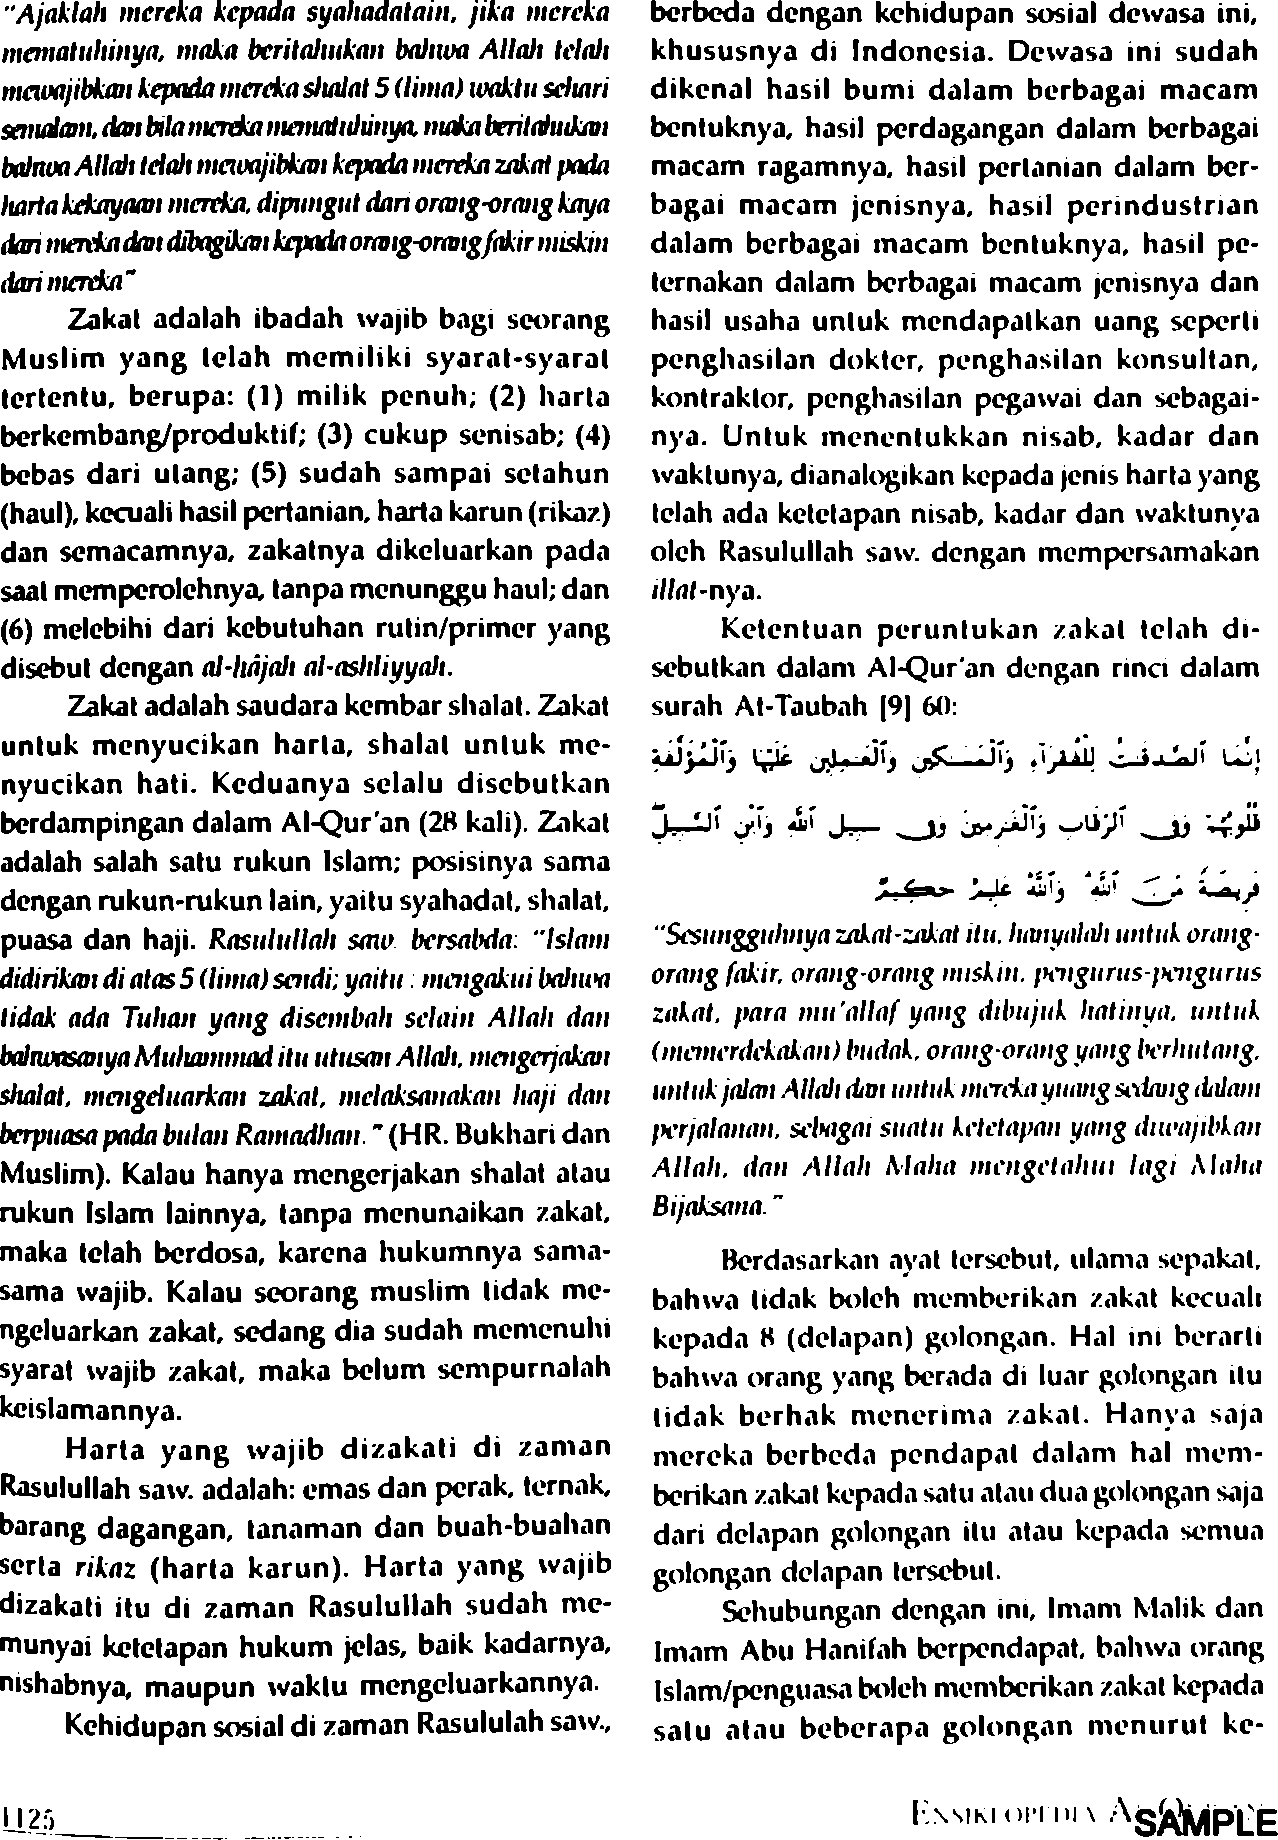 "Ajaklah mereka kepada syahadatain, jika mereka
mematuhinya, maka beritahukan bahwa Allah telah
mewajibkan kepada mereka shalat 5 (lima) waktu sehari
semalam, dan bila mereka mematuhinya, maka beritahukan
bahwa Allah telah mewajibkan kepada mereka zakat pada
harta kekayaan mereka, dipungut dari orang-orang kaya
dari mereka dan dibagikan kepada orang-orang fakir miskin
dari mereka"
Zakat adalah ibadah wajib bagi seorang
Muslim yang telah memiliki syarat-syarat
tertentu, berupa: (1) milik penuh; (2) harta
berkembang/produktif; (3) cukup senisab; (4)
bebas dari utang; (5) sudah sampai setahun
(haul), kecuali hasil pertanian, harta karun (rikaz)
dan semacamnya, zakatnya dikeluarkan pada
saat memperolehnya, tanpa menunggu haul; dan
(6) melebihi dari kebutuhan rutin/primer yang
disebut dengan al-hâjah al-ashliyyah.
Zakat adalah saudara kembar shalat. Zakat
untuk menyucikan harta, shalat untuk me-
nyucikan hati. Keduanya selalu disebutkan
berdampingan dalam Al-Qur'an (28 kali). Zakat
adalah salah satu rukun Islam; posisinya sama
dengan rukun-rukun lain, yaitu syahadat, shalat,
puasa dan haji. Rasulullah saw. bersabda: "Islam
didirikan di atas 5 (lima) sendi; yaitu : mengakui bahwa
tidak ada Tuhan yang disembah selain Allah dan
bahwasanya Muhammad itu utusan Allah, mengerjakan
shalat, mengeluarkan zakat, melaksanakan haji dan
berpuasa pada bulan Ramadhan." (HR. Bukhari dan
Muslim). Kalau hanya mengerjakan shalat atau
rukun Islam lainnya, tanpa menunaikan zakat,
maka telah berdosa, karena hukumnya sama-
sama wajib. Kalau seorang muslim tidak me-
ngeluarkan zakat, sedang dia sudah memenuhi
syarat wajib zakat, maka belum sempurnalah
keislamannya.
Harta yang wajib dizakati di zaman
Rasulullah saw. adalah: emas dan perak, ternak,
barang dagangan, tanaman dan buah-buahan
serta rikaz (harta karun). Harta yang wajib
dizakati itu di zaman Rasulullah sudah me-
munyai ketetapan hukum jelas, baik kadarnya,
nishabnya, maupun waktu mengeluarkannya.
Kehidupan sosial di zaman Rasululah saw.,
berbeda dengan kehidupan sosial dewasa ini,
khususnya di Indonesia. Dewasa ini sudah
dikenal hasil bumi dalam berbagai macam
bentuknya, hasil perdagangan dalam berbagai
macam ragamnya, hasil pertanian dalam ber-
bagai macam jenisnya, hasil perindustrian
dalam berbagai macam bentuknya, hasil pe-
ternakan dalam berbagai macam jenisnya dan
hasil usaha untuk mendapatkan uang seperti
penghasilan dokter, penghasilan konsultan,
kontraktor, penghasilan pegawai dan sebagai-
nya. Untuk menentukkan nisab, kadar dan
waktunya, dianalogikan kepada jenis harta yang
telah ada ketetapan nisab, kadar dan waktunya
oleh Rasulullah saw. dengan mempersamakan
illat-nya.
Ketentuan peruntukan zakat telah di-
sebutkan dalam Al-Qur'an dengan rinci dalam
surah At-Taubah [9] 60:
إِنَّمَا ٱلصَّدَقَٰتُ لِلْفُقَرَآءِ وَٱلْمَسَٰكِينِ وَٱلْعَٰمِلِينَ عَلَيْهَا وَٱلْمُؤَلَّفَةِ
قُلُوبُهُمْ وَفِى ٱلرِّقَابِ وَٱلْغَٰرِمِينَ وَفِى سَبِيلِ ٱللَّهِ وَٱبْنِ ٱلسَّبِيلِ
فَرِيضَةً مِّنَ ٱللَّهِ وَٱللَّهُ عَلِيمٌ حَكِيمٌ
"Sesungguhnya zakat-zakat itu, hanyalah untuk orang-
orang fakir, orang-orang miskin, pengurus-pengurus
zakat, para mu'allaf yang dibujuk hatinya, untuk
(memerdekakan) budak, orang-orang yang berhutang,
untuk jalan Allah dan untuk mereka yuang sedang dalam
perjalanan, sebagai suatu ketetapan yang diwajibkan
Allah, dan Allah Maha mengetahui lagi Maha
Bijaksana."
Berdasarkan ayat tersebut, ulama sepakat,
bahwa tidak boleh memberikan zakat kecuali
kepada 8 (delapan) golongan. Hal ini berarti
bahwa orang yang berada di luar golongan itu
tidak berhak menerima zakat. Hanya saja
mereka berbeda pendapat dalam hal mem-
berikan zakat kepada satu atau dua golongan saja
dari delapan golongan itu atau kepada semua
golongan delapan tersebut.
Sehubungan dengan ini, Imam Malik dan
Imam Abu Hanifah berpendapat, bahwa orang
Islam/penguasa boleh memberikan zakat kepada
satu atau beberapa golongan menurut ke-
1125
ENSIKLOPEDIA
SAMPLE